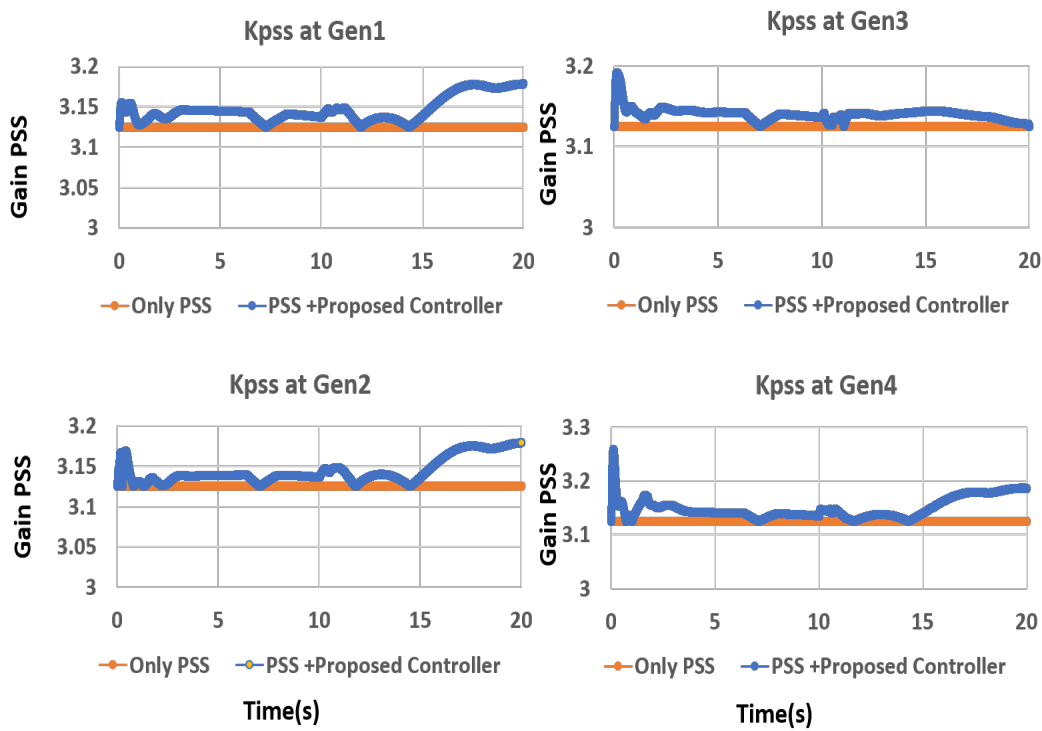 Kpss at Gen1
3.2
3.15
3.1
3.05
3
Gain PSS
0 5 10 15 20
Only PSS PSS +Proposed Controller
Kpss at Gen3
3.2
3.15
3.1
3.05
3
Gain PSS
0 5 10 15 20
Only PSS PSS +Proposed Controller
Kpss at Gen2
3.2
3.15
3.1
3.05
3
Gain PSS
0 5 10 15 20
Only PSS PSS +Proposed Controller
Time(s)
Kpss at Gen4
3.3
3.2
3.1
3
Gain PSS
0 5 10 15 20
Only PSS PSS +Proposed Controller
Time(s)